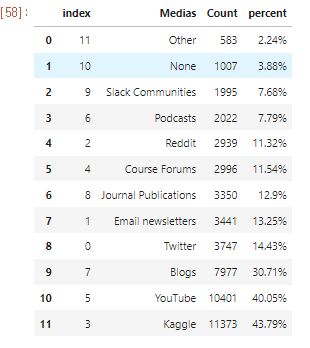 [58]:
index Medias Count percent
0 11 Other 583 2.24%
1 10 None 1007 3.88%
2 9 Slack Communities 1995 7.68%
3 6 Podcasts 2022 7.79%
4 2 Reddit 2939 11.32%
5 4 Course Forums 2996 11.54%
6 8 Journal Publications 3350 12.9%
7 1 Email newsletters 3441 13.25%
8 0 Twitter 3747 14.43%
9 7 Blogs 7977 30.71%
10 5 YouTube 10401 40.05%
11 3 Kaggle 11373 43.79%